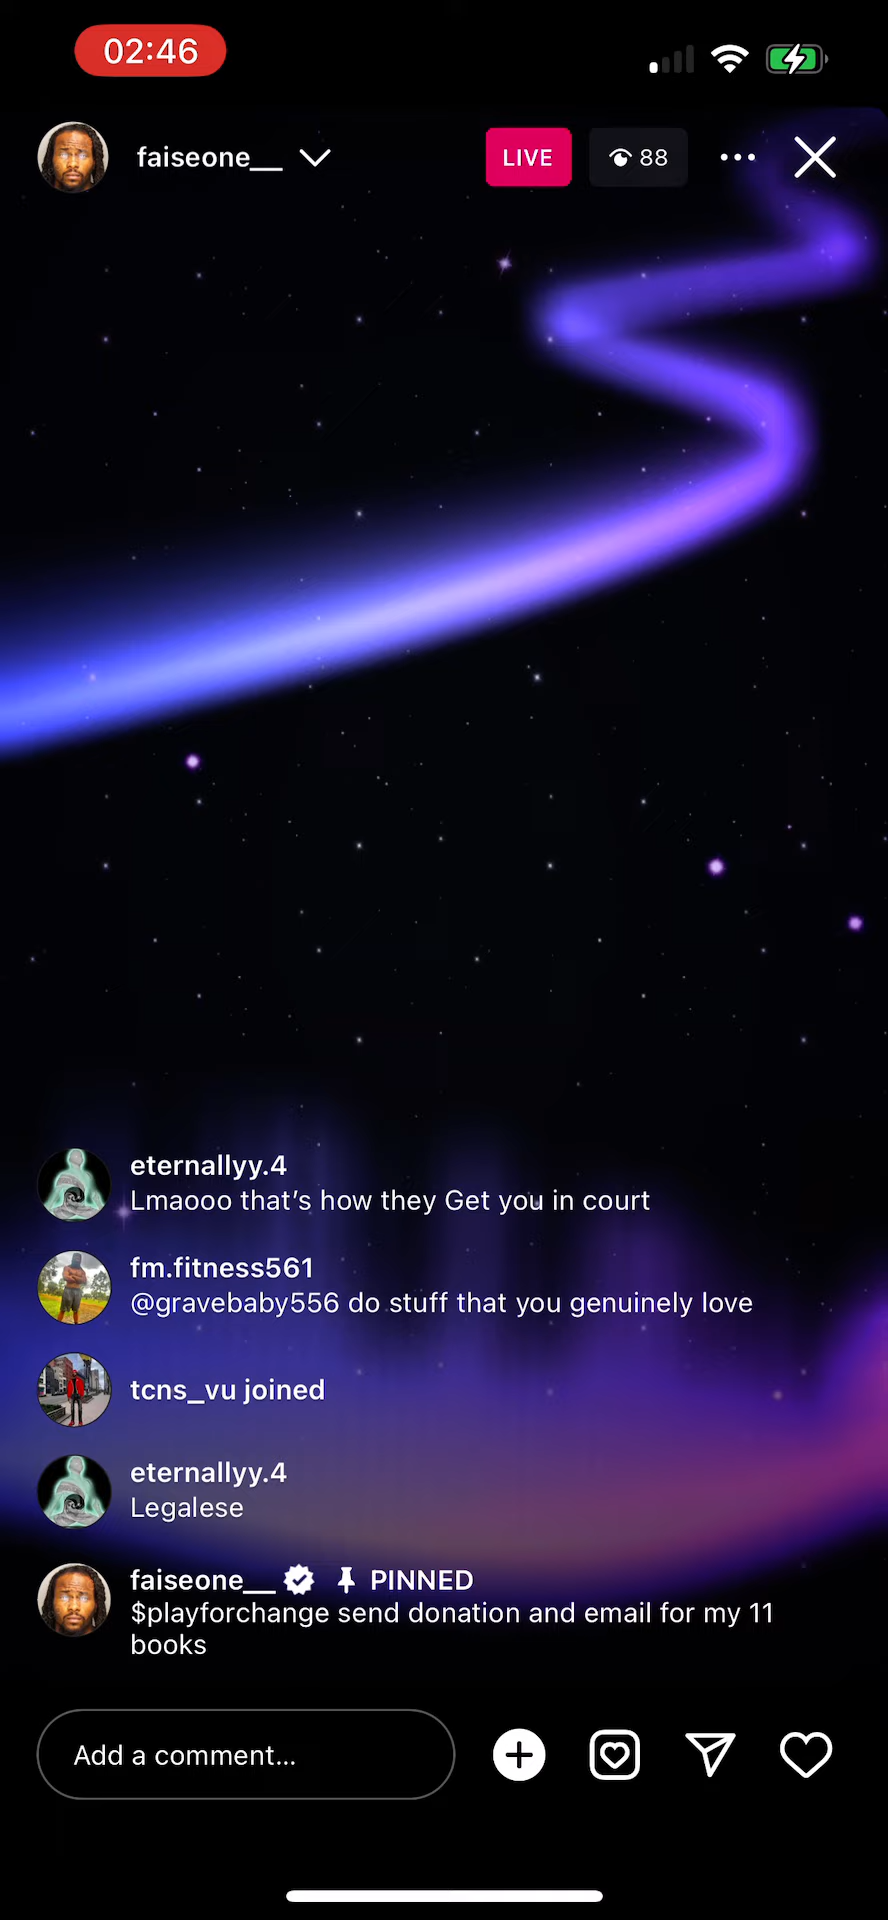 02:46
faiseone__
LIVE
88
eternallyy.4
Lmaooo that’s how they Get you in court
fm.fitness561
@gravebaby556 do stuff that you genuinely love
tcns_vu joined
eternallyy.4
Legalese
faiseone__ PINNED
$playforchange send donation and email for my 11
books
Add a comment...